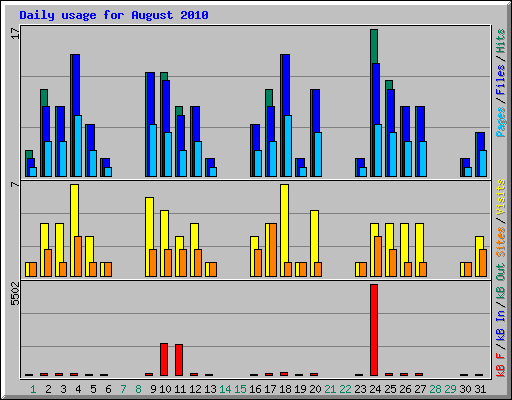 Daily usage for August 2010
17
Pages / Files / Hits
7
Sites / Visits
5502
kB F / kB In / kB Out
1 2 3 4 5 6 7 8 9 10 11 12 13 14 15 16 17 18 19 20 21 22 23 24 25 26 27 28 29 30 31